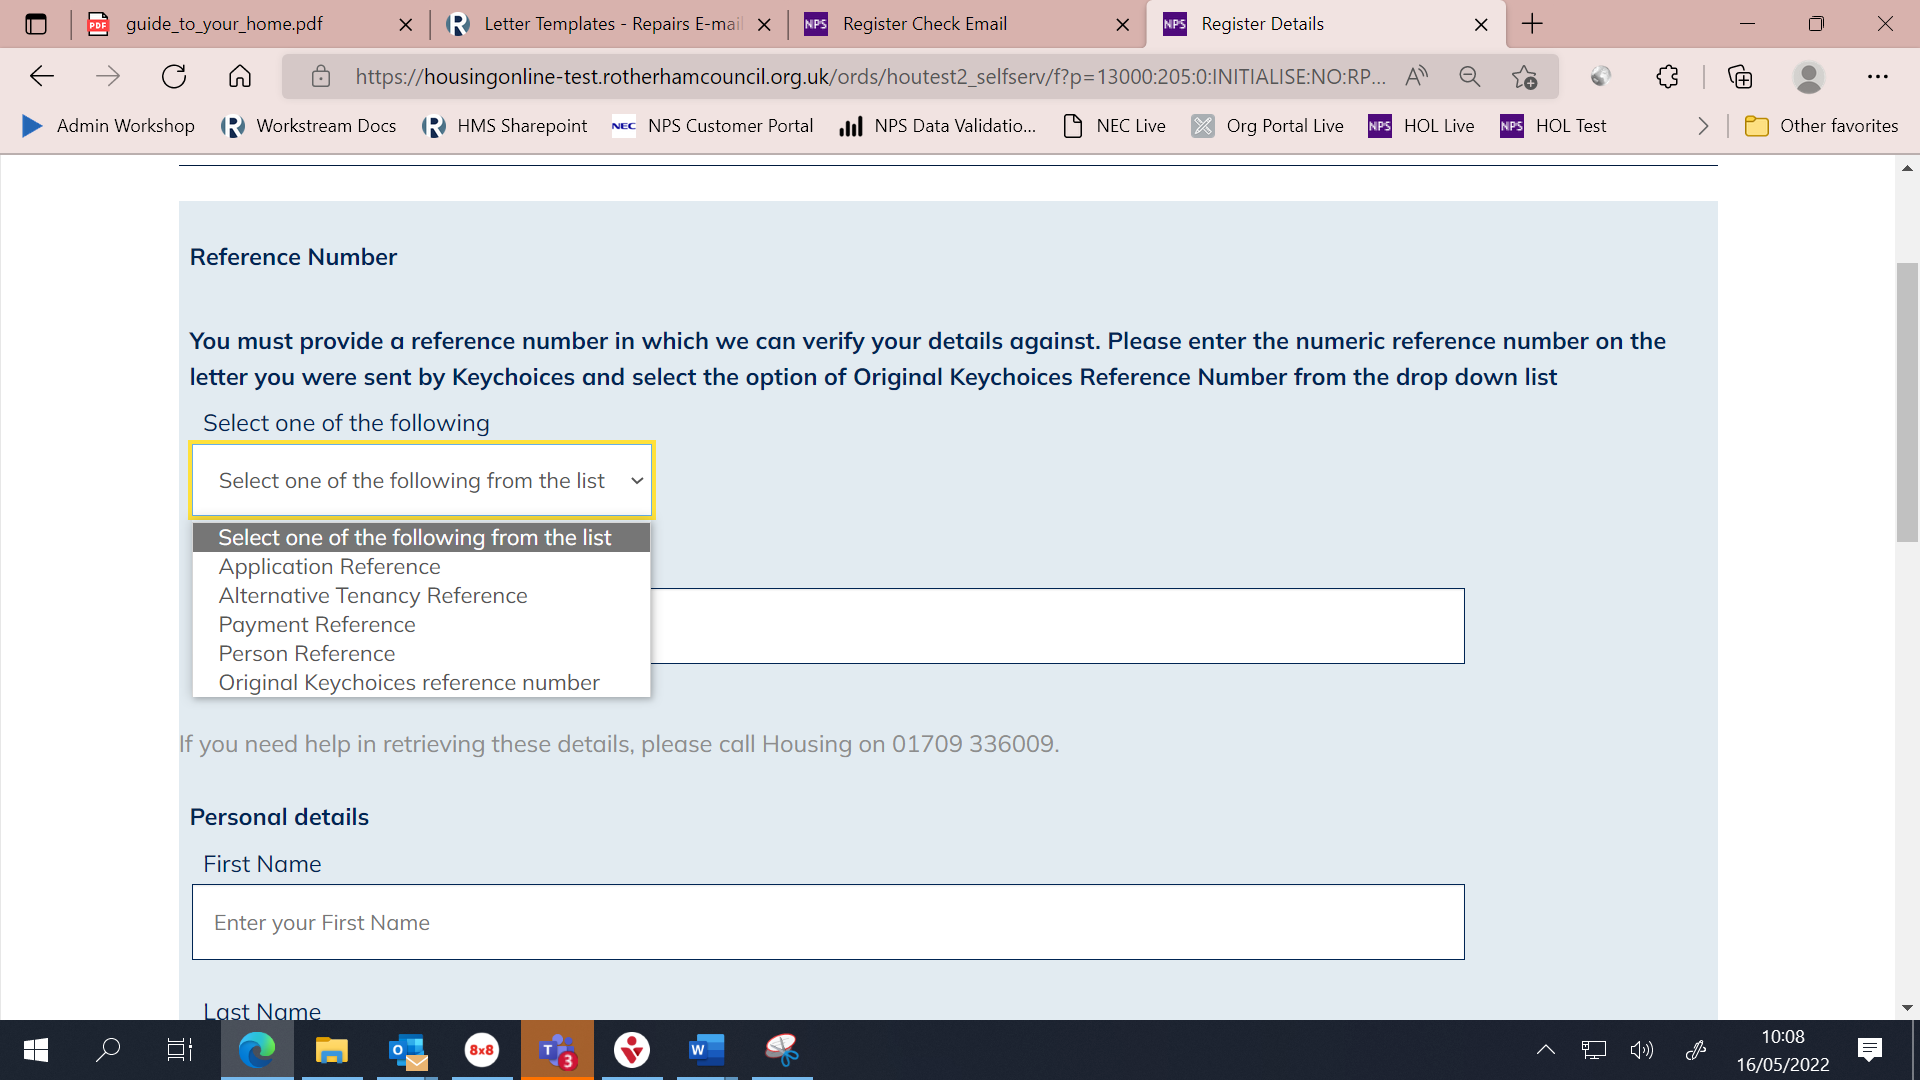 guide_to_your_home.pdf
Letter Templates - Repairs E-mail
NPS
Register Check Email
NPS
Register Details
https://housingonline-test.rotherhamcouncil.org.uk/ords/houtest2_selfserv/f?p=13000:205:0:INITIALISE:NO:RP...
Admin Workshop
Workstream Docs
HMS Sharepoint
NEC
NPS Customer Portal
NPS Data Validatio...
NEC Live
Org Portal Live
NPS
HOL Live
NPS
HOL Test
Other favorites
Reference Number
You must provide a reference number in which we can verify your details against. Please enter the numeric reference number on the
letter you were sent by Keychoices and select the option of Original Keychoices Reference Number from the drop down list
Select one of the following
Select one of the following from the list
Select one of the following from the list
Application Reference
Alternative Tenancy Reference
Payment Reference
Person Reference
Original Keychoices reference number
If you need help in retrieving these details, please call Housing on 01709 336009.
Personal details
First Name
Enter your First Name
Last Name
8x8
3
10:08
16/05/2022